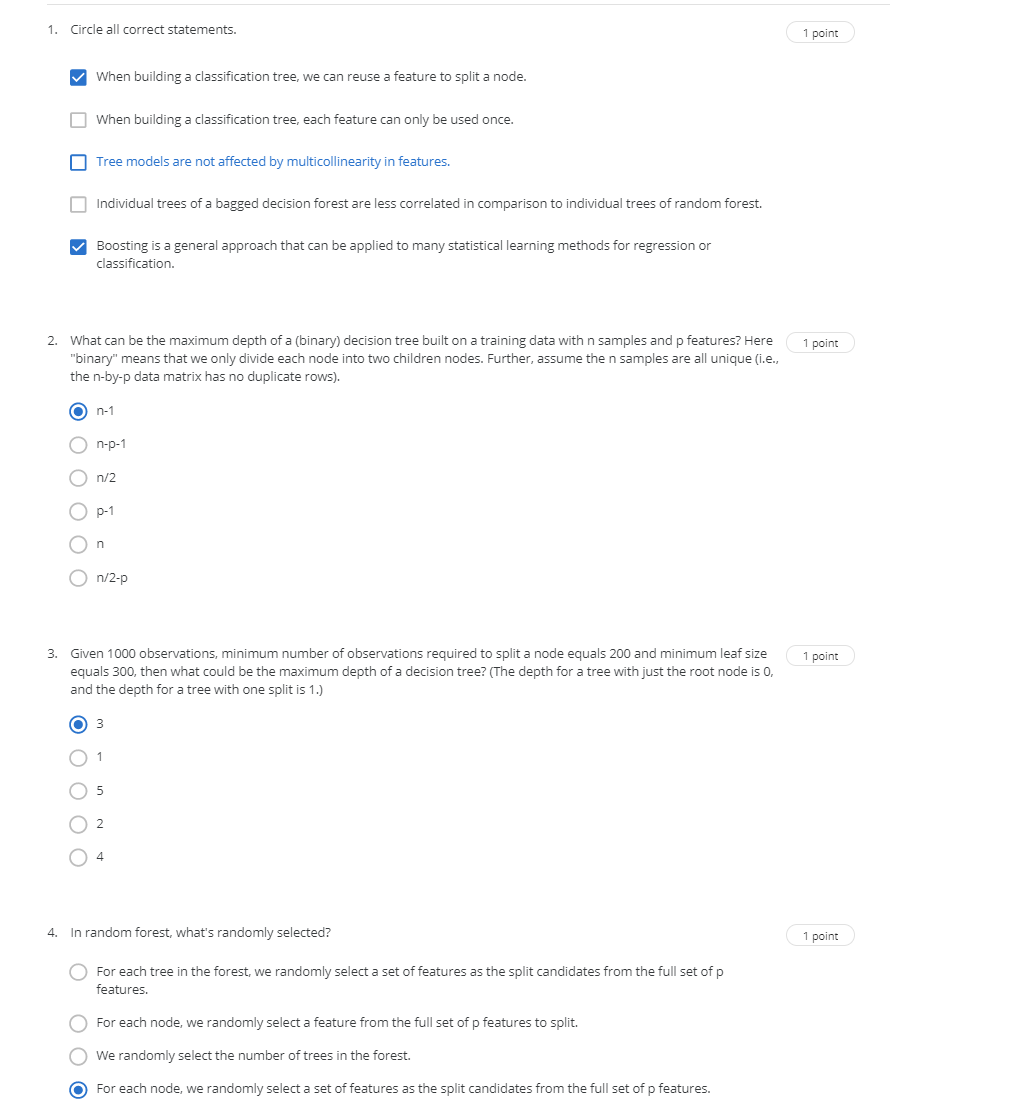 1. Circle all correct statements.
1 point
When building a classification tree, we can reuse a feature to split a node.
When building a classification tree, each feature can only be used once.
Tree models are not affected by multicollinearity in features.
Individual trees of a bagged decision forest are less correlated in comparison to individual trees of random forest.
Boosting is a general approach that can be applied to many statistical learning methods for regression or
classification.
2. What can be the maximum depth of a (binary) decision tree built on a training data with n samples and p features? Here
1 point
"binary" means that we only divide each node into two children nodes. Further, assume the n samples are all unique (i.e.,
the n-by-p data matrix has no duplicate rows).
n-1
n-p-1
n/2
p-1
n
n/2-p
3. Given 1000 observations, minimum number of observations required to split a node equals 200 and minimum leaf size
1 point
equals 300, then what could be the maximum depth of a decision tree? (The depth for a tree with just the root node is 0,
and the depth for a tree with one split is 1.)
3
1
5
2
4
4. In random forest, what's randomly selected?
1 point
For each tree in the forest, we randomly select a set of features as the split candidates from the full set of p
features.
For each node, we randomly select a feature from the full set of p features to split.
We randomly select the number of trees in the forest.
For each node, we randomly select a set of features as the split candidates from the full set of p features.